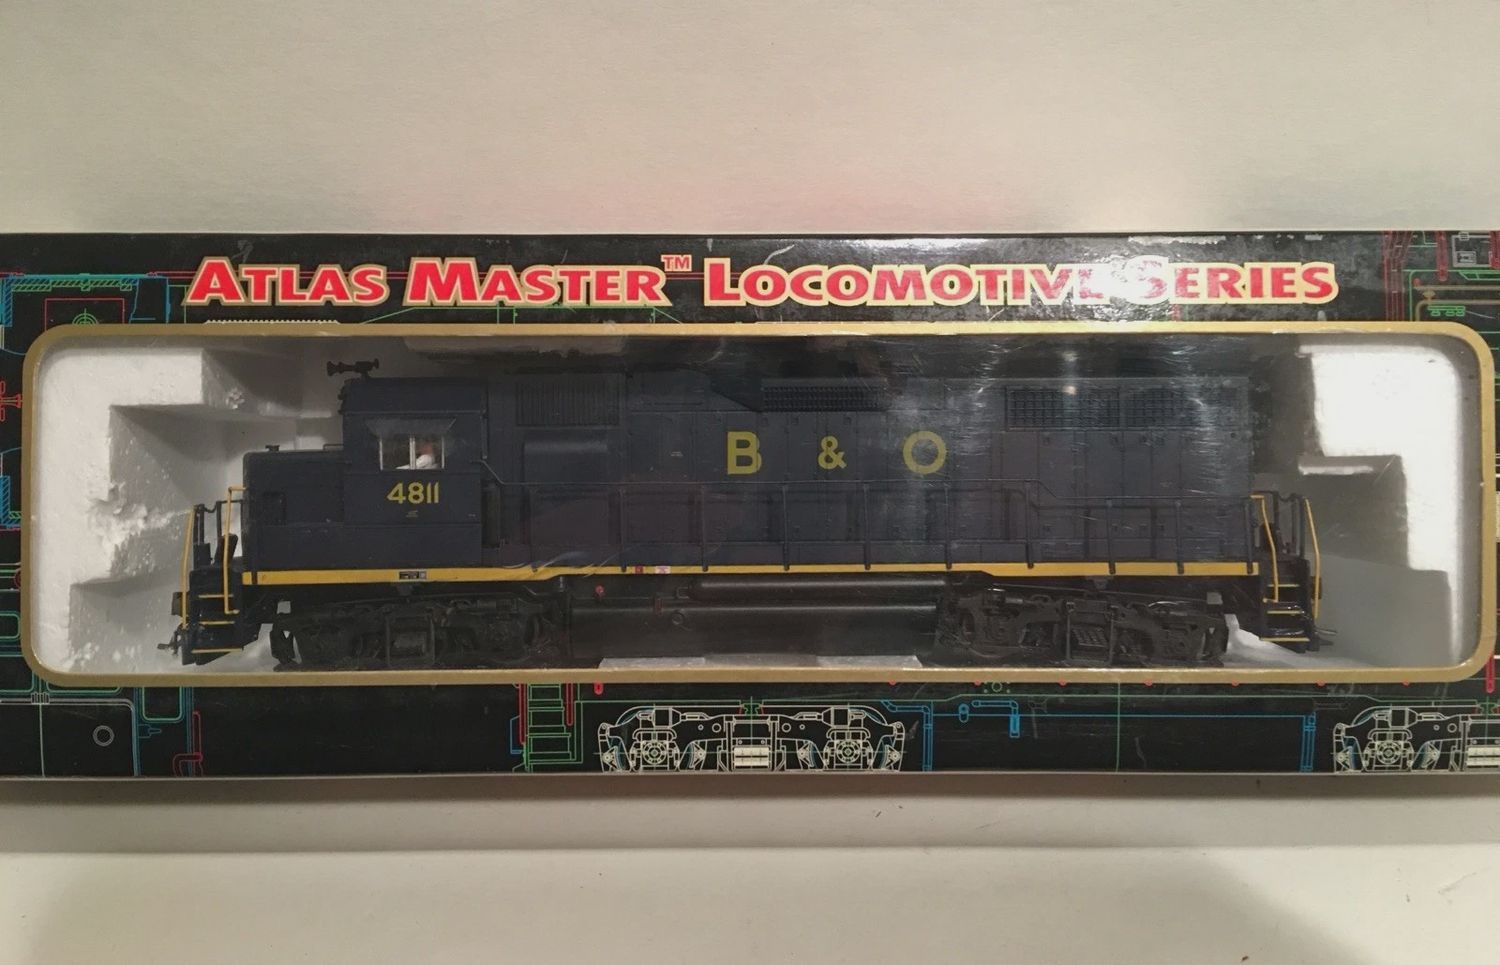 ATLAS MASTER™ LOCOMOTIVE SERIES
B & O
4811